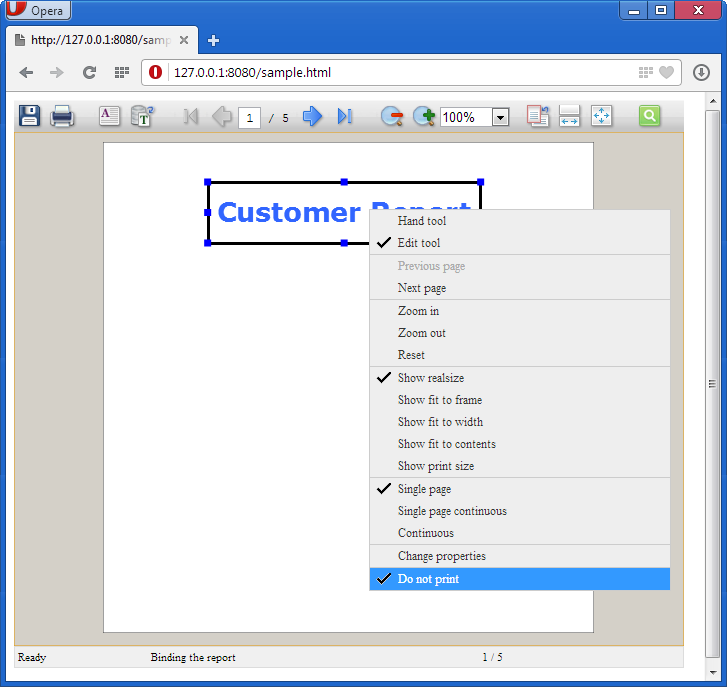 Opera
http://127.0.0.1:8080/samp
127.0.0.1:8080/sample.html
A
T
1 / 5
100%
Customer Report
Hand tool
Edit tool
Previous page
Next page
Zoom in
Zoom out
Reset
Show realsize
Show fit to frame
Show fit to width
Show fit to contents
Show print size
Single page
Single page continuous
Continuous
Change properties
Do not print
Ready Binding the report 1 / 5